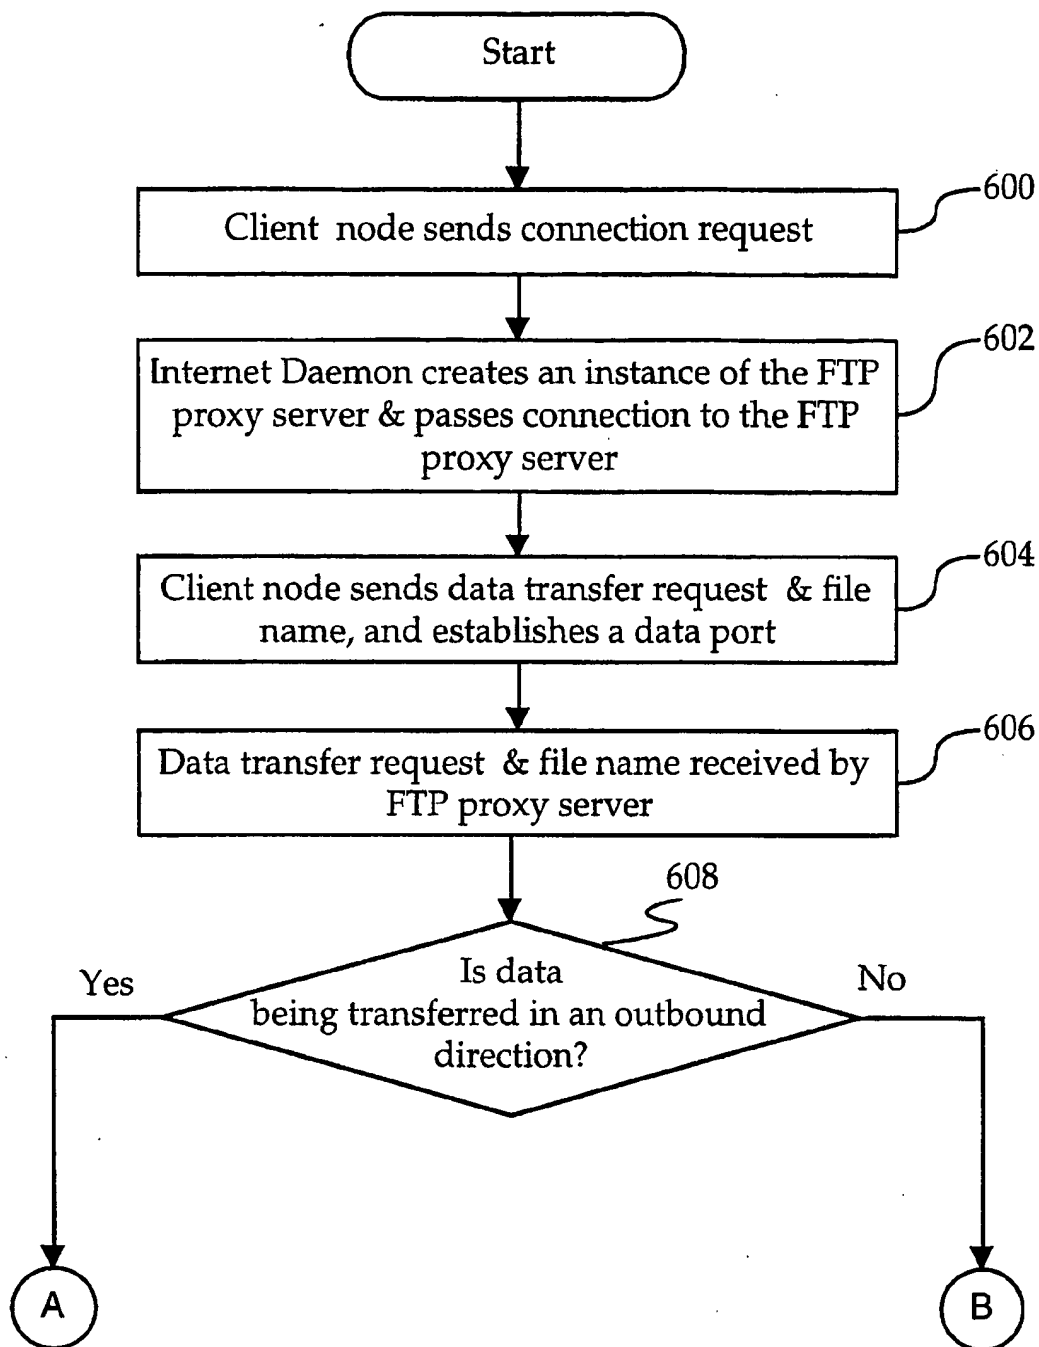 Start
600
Client node sends connection request
602
Internet Daemon creates an instance of the FTP
proxy server & passes connection to the FTP
proxy server
604
Client node sends data transfer request & file
name, and establishes a data port
606
Data transfer request & file name received by
FTP proxy server
608
Is data
being transferred in an outbound
direction?
Yes
No
A
B